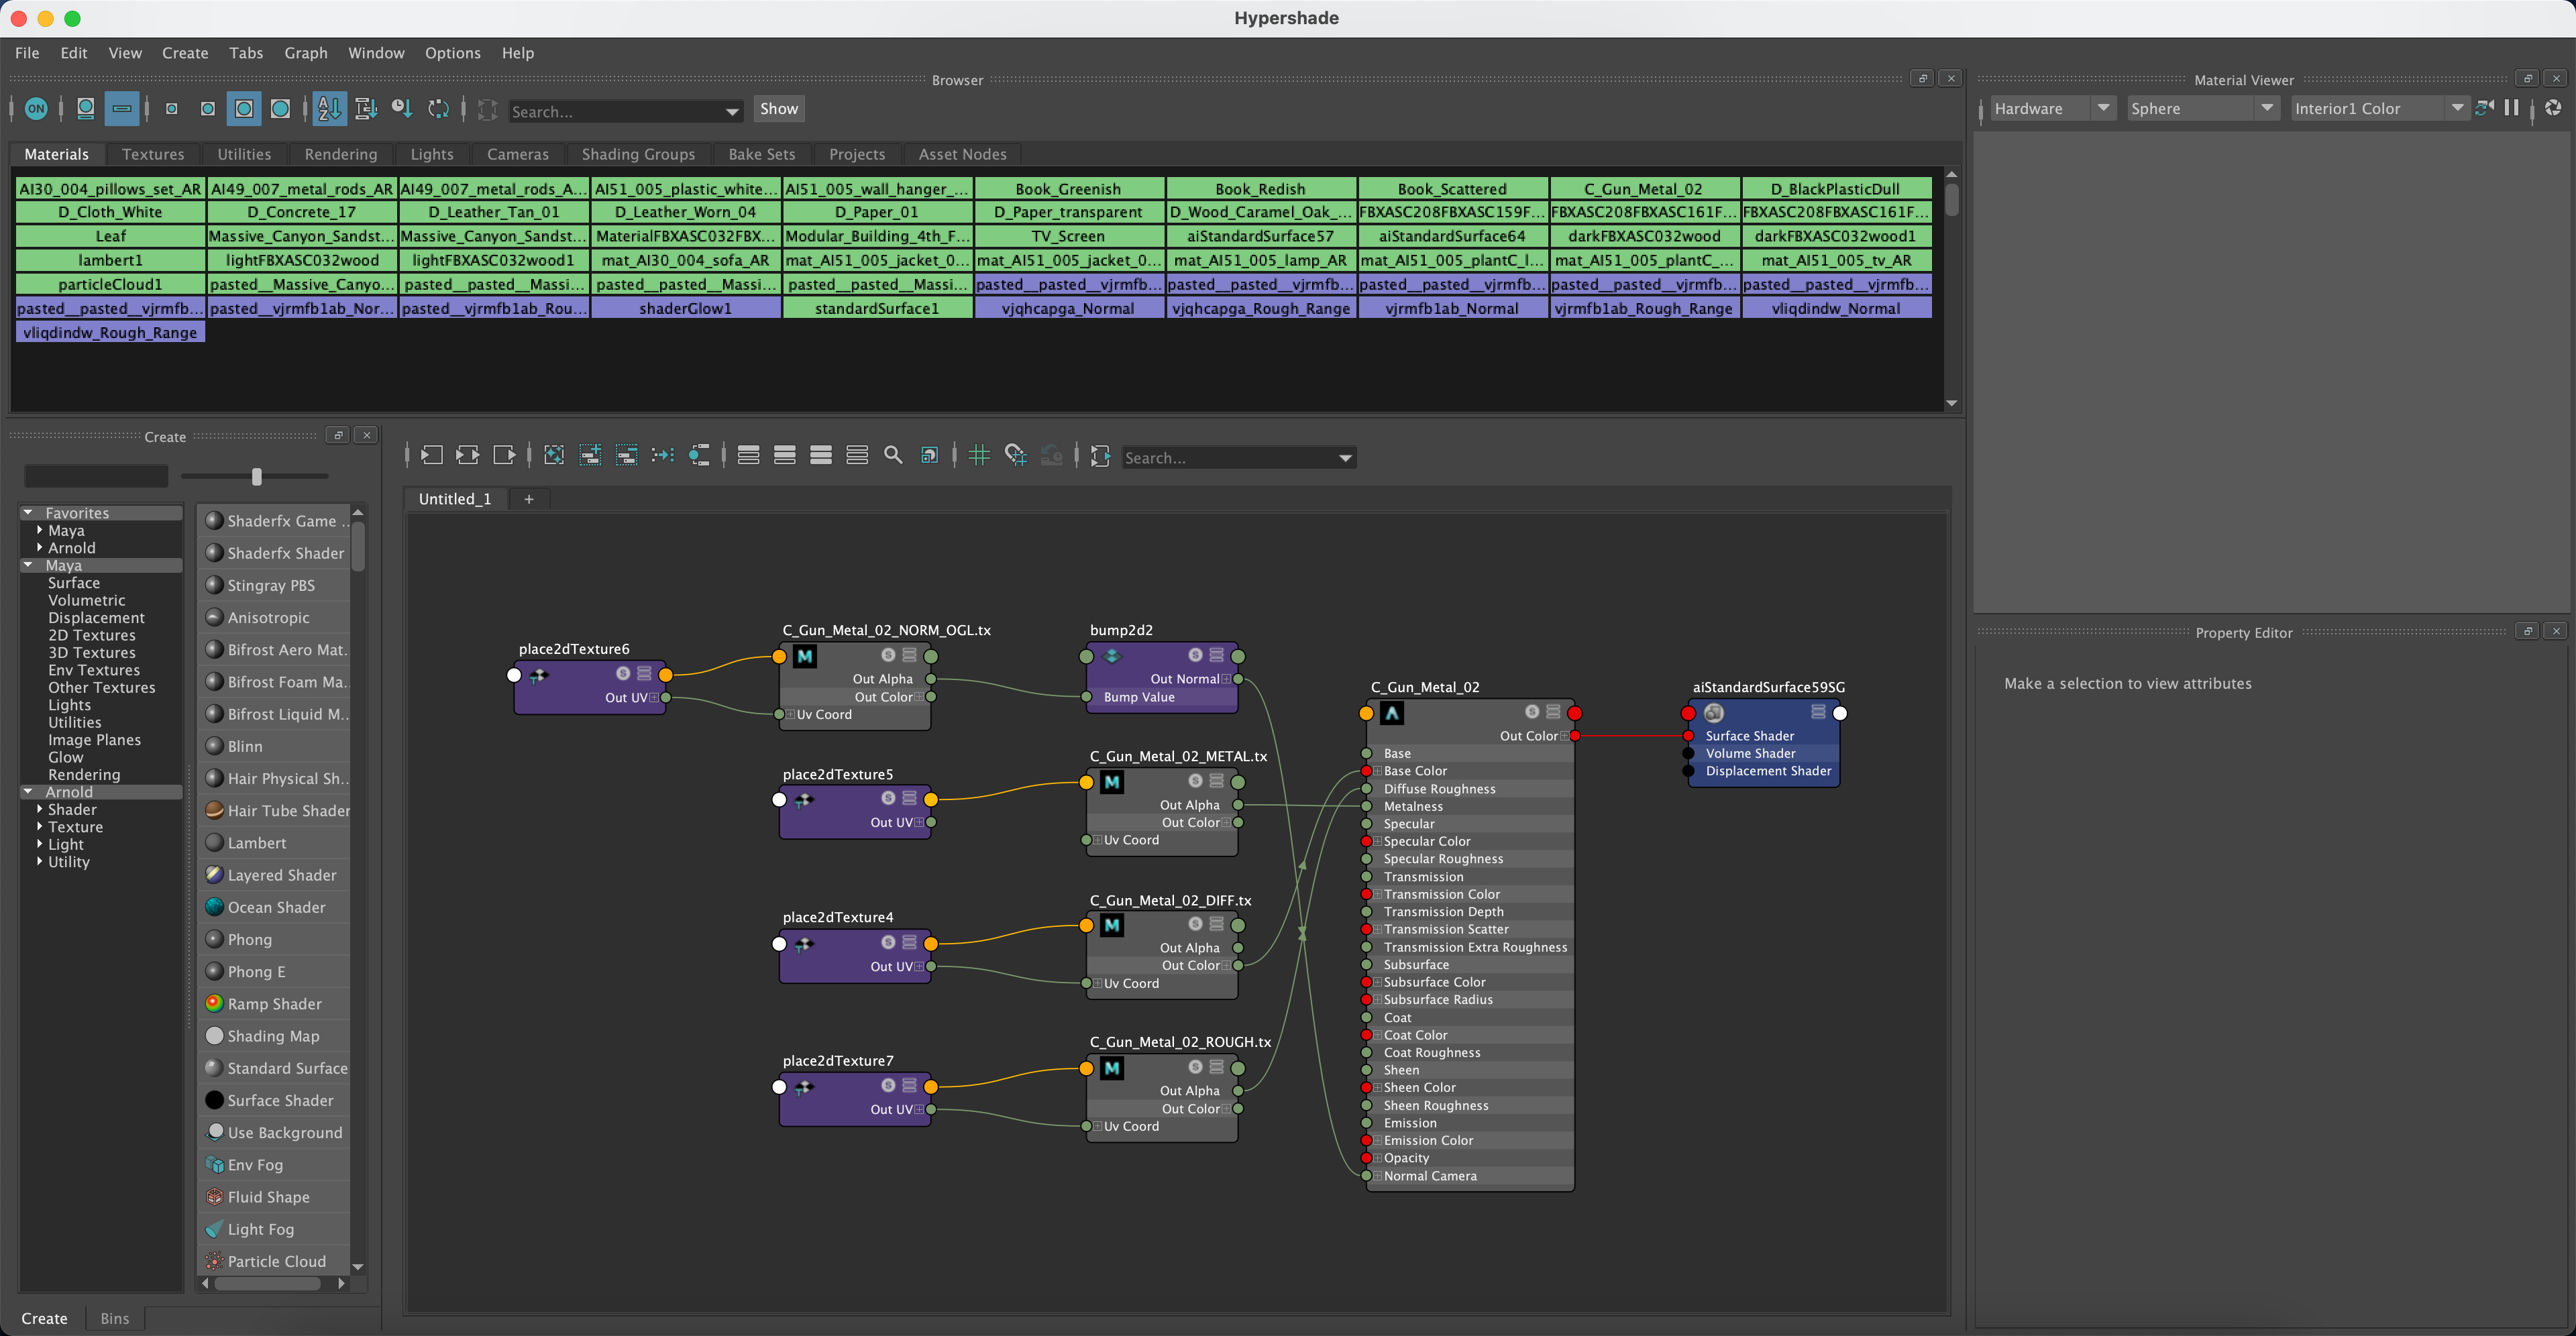 Hypershade
File Edit View Create Tabs Graph Window Options Help
Browser
ON
Search...
Show
Materials Textures Utilities Rendering Lights Cameras Shading Groups Bake Sets Projects Asset Nodes
AI30_004_pillows_set_AR AI49_007_metal_rods_AR AI49_007_metal_rods_A... AI51_005_plastic_white... AI51_005_wall_hanger_... Book_Greenish Book_Redish Book_Scattered C_Gun_Metal_02 D_BlackPlasticDull
D_Cloth_White D_Concrete_17 D_Leather_Tan_01 D_Leather_Worn_04 D_Paper_01 D_Paper_transparent D_Wood_Caramel_Oak_... FBXASC208FBXASC159F... FBXASC208FBXASC161F... FBXASC208FBXASC161F...
Leaf Massive_Canyon_Sandst... Massive_Canyon_Sandst... MaterialFBXASC032FBX... Modular_Building_4th_F... TV_Screen aiStandardSurface57 aiStandardSurface64 darkFBXASC032wood darkFBXASC032wood1
lambert1 lightFBXASC032wood lightFBXASC032wood1 mat_AI30_004_sofa_AR mat_AI51_005_jacket_0... mat_AI51_005_jacket_0... mat_AI51_005_lamp_AR mat_AI51_005_plantC_l... mat_AI51_005_plantC_... mat_AI51_005_tv_AR
particleCloud1 pasted__Massive_Canyo... pasted__pasted__Massi... pasted__pasted__Massi... pasted__pasted__Massi... pasted__pasted__vjrmfb... pasted__pasted__vjrmfb... pasted__pasted__vjrmfb... pasted__pasted__vjrmfb... pasted__pasted__vjrmfb...
pasted__pasted__vjrmfb... pasted__vjrmfb1ab_Nor... pasted__vjrmfb1ab_Rou... shaderGlow1 standardSurface1 vjqhcapga_Normal vjqhcapga_Rough_Range vjrmfb1ab_Normal vjrmfb1ab_Rough_Range vliqdindw_Normal
vliqdindw_Rough_Range
Material Viewer
Hardware Sphere Interior1 Color
Create
Favorites
Maya
Arnold
Maya
Surface
Volumetric
Displacement
2D Textures
3D Textures
Env Textures
Other Textures
Lights
Utilities
Image Planes
Glow
Rendering
Arnold
Shader
Texture
Light
Utility
Shaderfx Game ...
Shaderfx Shader
Stingray PBS
Anisotropic
Bifrost Aero Mat.
Bifrost Foam Ma.
Bifrost Liquid M..
Blinn
Hair Physical Sh..
Hair Tube Shader
Lambert
Layered Shader
Ocean Shader
Phong
Phong E
Ramp Shader
Shading Map
Standard Surface
Surface Shader
Use Background
Env Fog
Fluid Shape
Light Fog
Particle Cloud
Create Bins
Search...
Untitled_1 +
place2dTexture6
S
Out UV
C_Gun_Metal_02_NORM_OGL.tx
M S
Out Alpha
Out Color
Uv Coord
bump2d2
S
Out Normal
Bump Value
place2dTexture5
S
Out UV
C_Gun_Metal_02_METAL.tx
M S
Out Alpha
Out Color
Uv Coord
place2dTexture4
S
Out UV
C_Gun_Metal_02_DIFF.tx
M S
Out Alpha
Out Color
Uv Coord
place2dTexture7
S
Out UV
C_Gun_Metal_02_ROUGH.tx
M S
Out Alpha
Out Color
Uv Coord
C_Gun_Metal_02
S
Out Color
Base
Base Color
Diffuse Roughness
Metalness
Specular
Specular Color
Specular Roughness
Transmission
Transmission Color
Transmission Depth
Transmission Scatter
Transmission Extra Roughness
Subsurface
Subsurface Color
Subsurface Radius
Coat
Coat Color
Coat Roughness
Sheen
Sheen Color
Sheen Roughness
Emission
Emission Color
Opacity
Normal Camera
aiStandardSurface59SG
Surface Shader
Volume Shader
Displacement Shader
Property Editor
Make a selection to view attributes